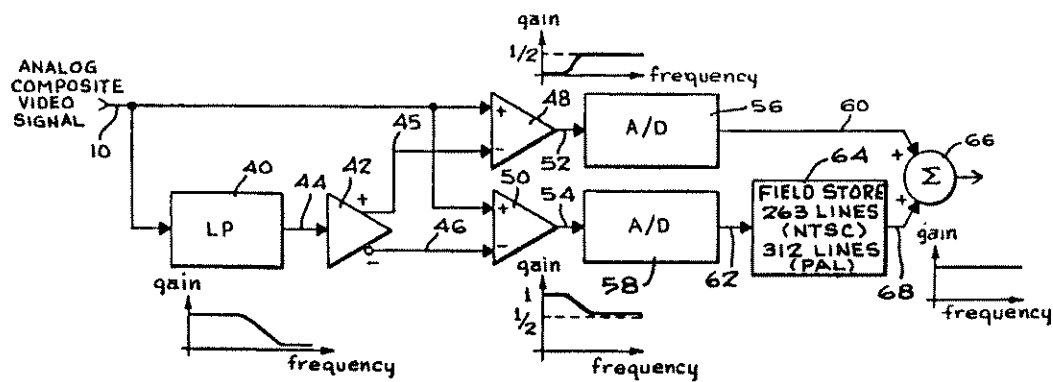 gain
1/2
frequency
ANALOG
COMPOSITE
VIDEO
SIGNAL
10
45
+
-
48
52
A/D
56
60
+
66
Σ
+
40
LP
44
42
+
-
46
+
-
50
54
A/D
58
62
64
FIELD STORE
263 LINES
(NTSC)
312 LINES
(PAL)
68
gain
frequency
gain
frequency
gain
1
1/2
frequency